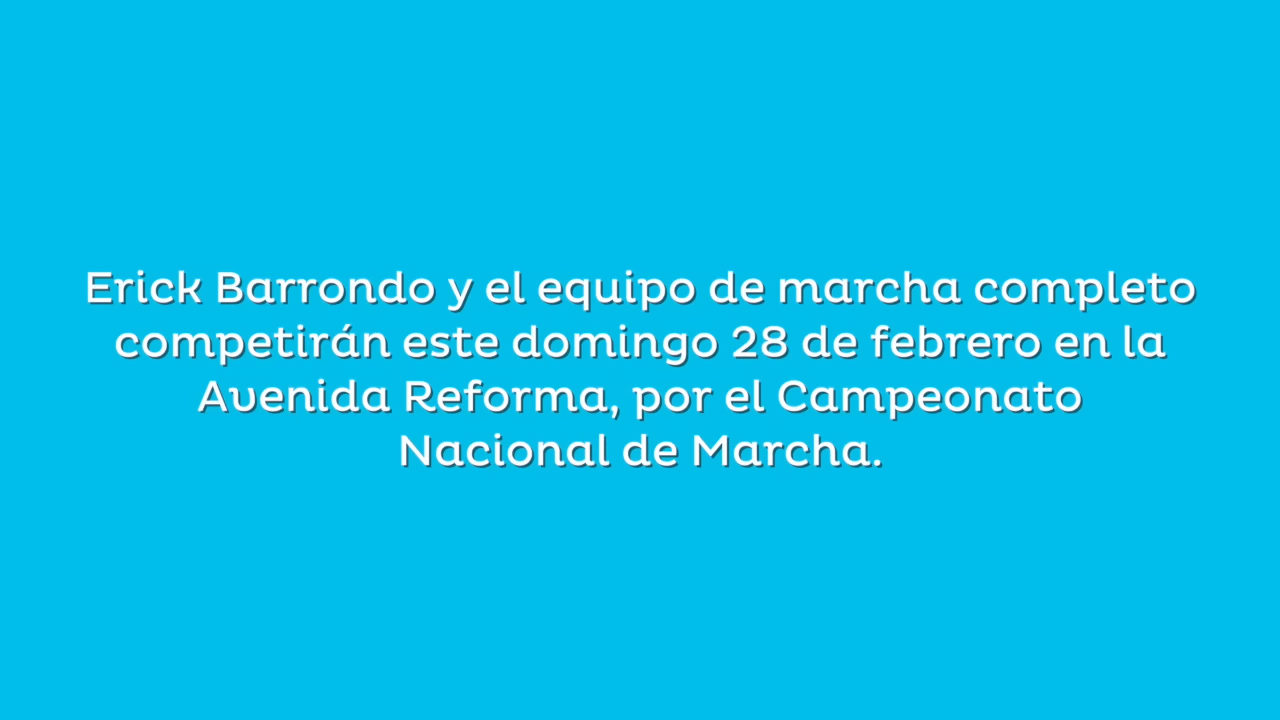 Erick Barrondo y el equipo de marcha completo
competirán este domingo 28 de febrero en la
Avenida Reforma, por el Campeonato
Nacional de Marcha.